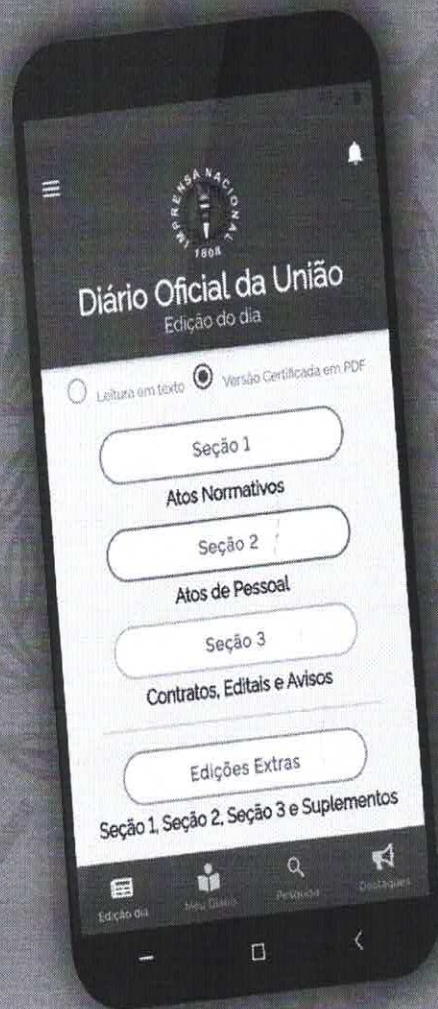 IMPRENSA NACIONAL
1808
Diário Oficial da União
Edição do dia
Leitura em texto Versão Certificada em PDF
Seção 1
Atos Normativos
Seção 2
Atos de Pessoal
Seção 3
Contratos, Editais e Avisos
Edições Extras
Seção 1, Seção 2, Seção 3 e Suplementos
Edição dia Meu Diário Pesquisa Destaques